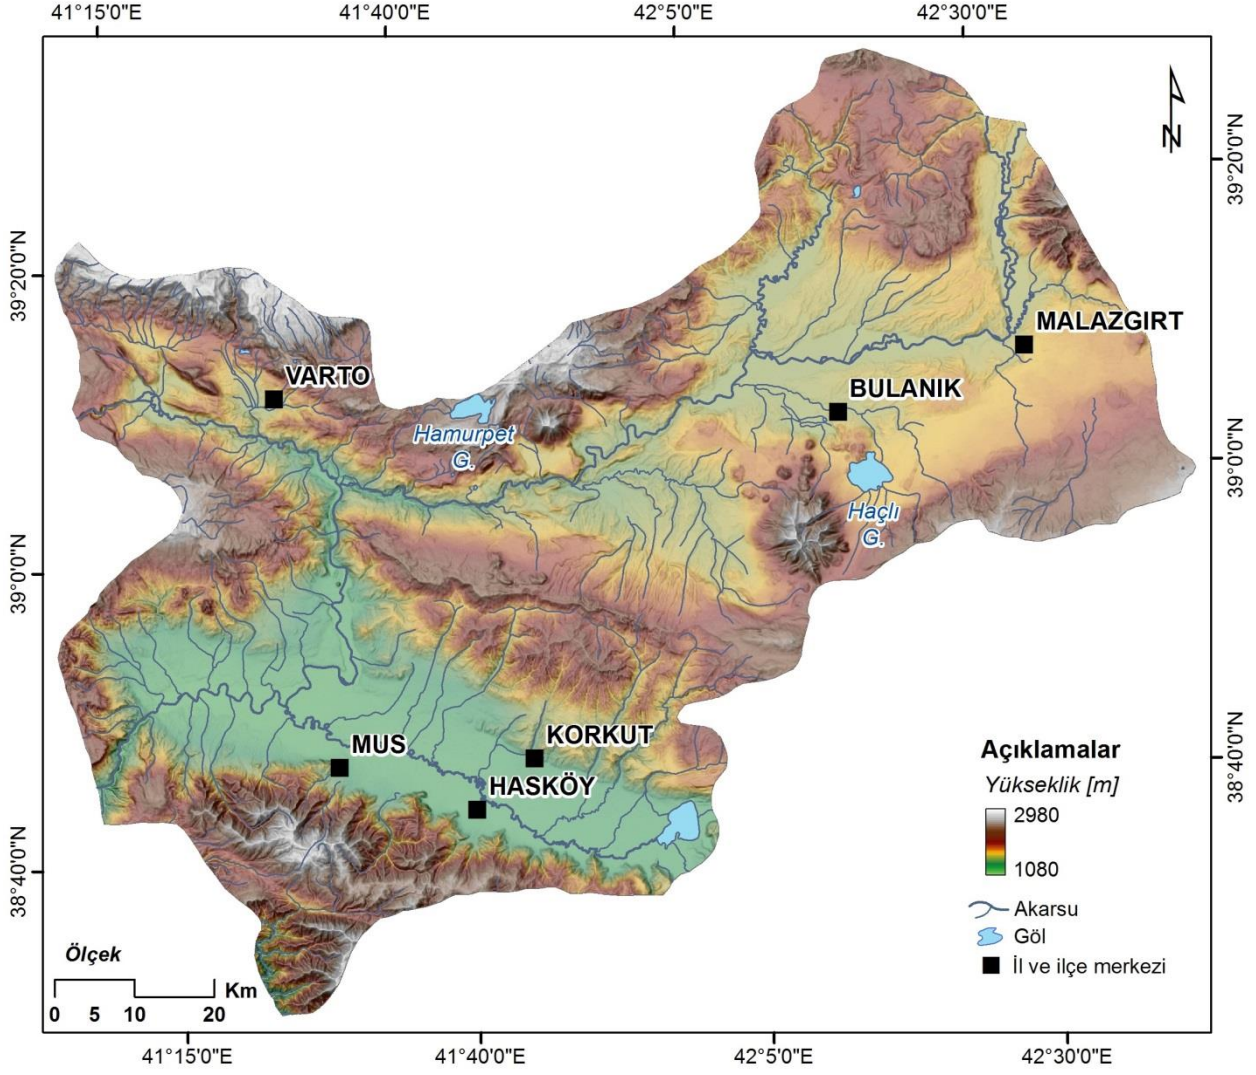 41°15'0"E 41°40'0"E 42°5'0"E 42°30'0"E
N
39°20'0"N
39°20'0"N
MALAZGIRT
VARTO
BULANIK
Hamurpet
G.
39°0'0"N
Haçlı
G.
39°0'0"N
MUS
KORKUT
HASKÖY
38°40'0"N
38°40'0"N
Açıklamalar
Yükseklik [m]
2980
1080
Akarsu
Göl
İl ve ilçe merkezi
Ölçek
Km
0 5 10 20
41°15'0"E 41°40'0"E 42°5'0"E 42°30'0"E